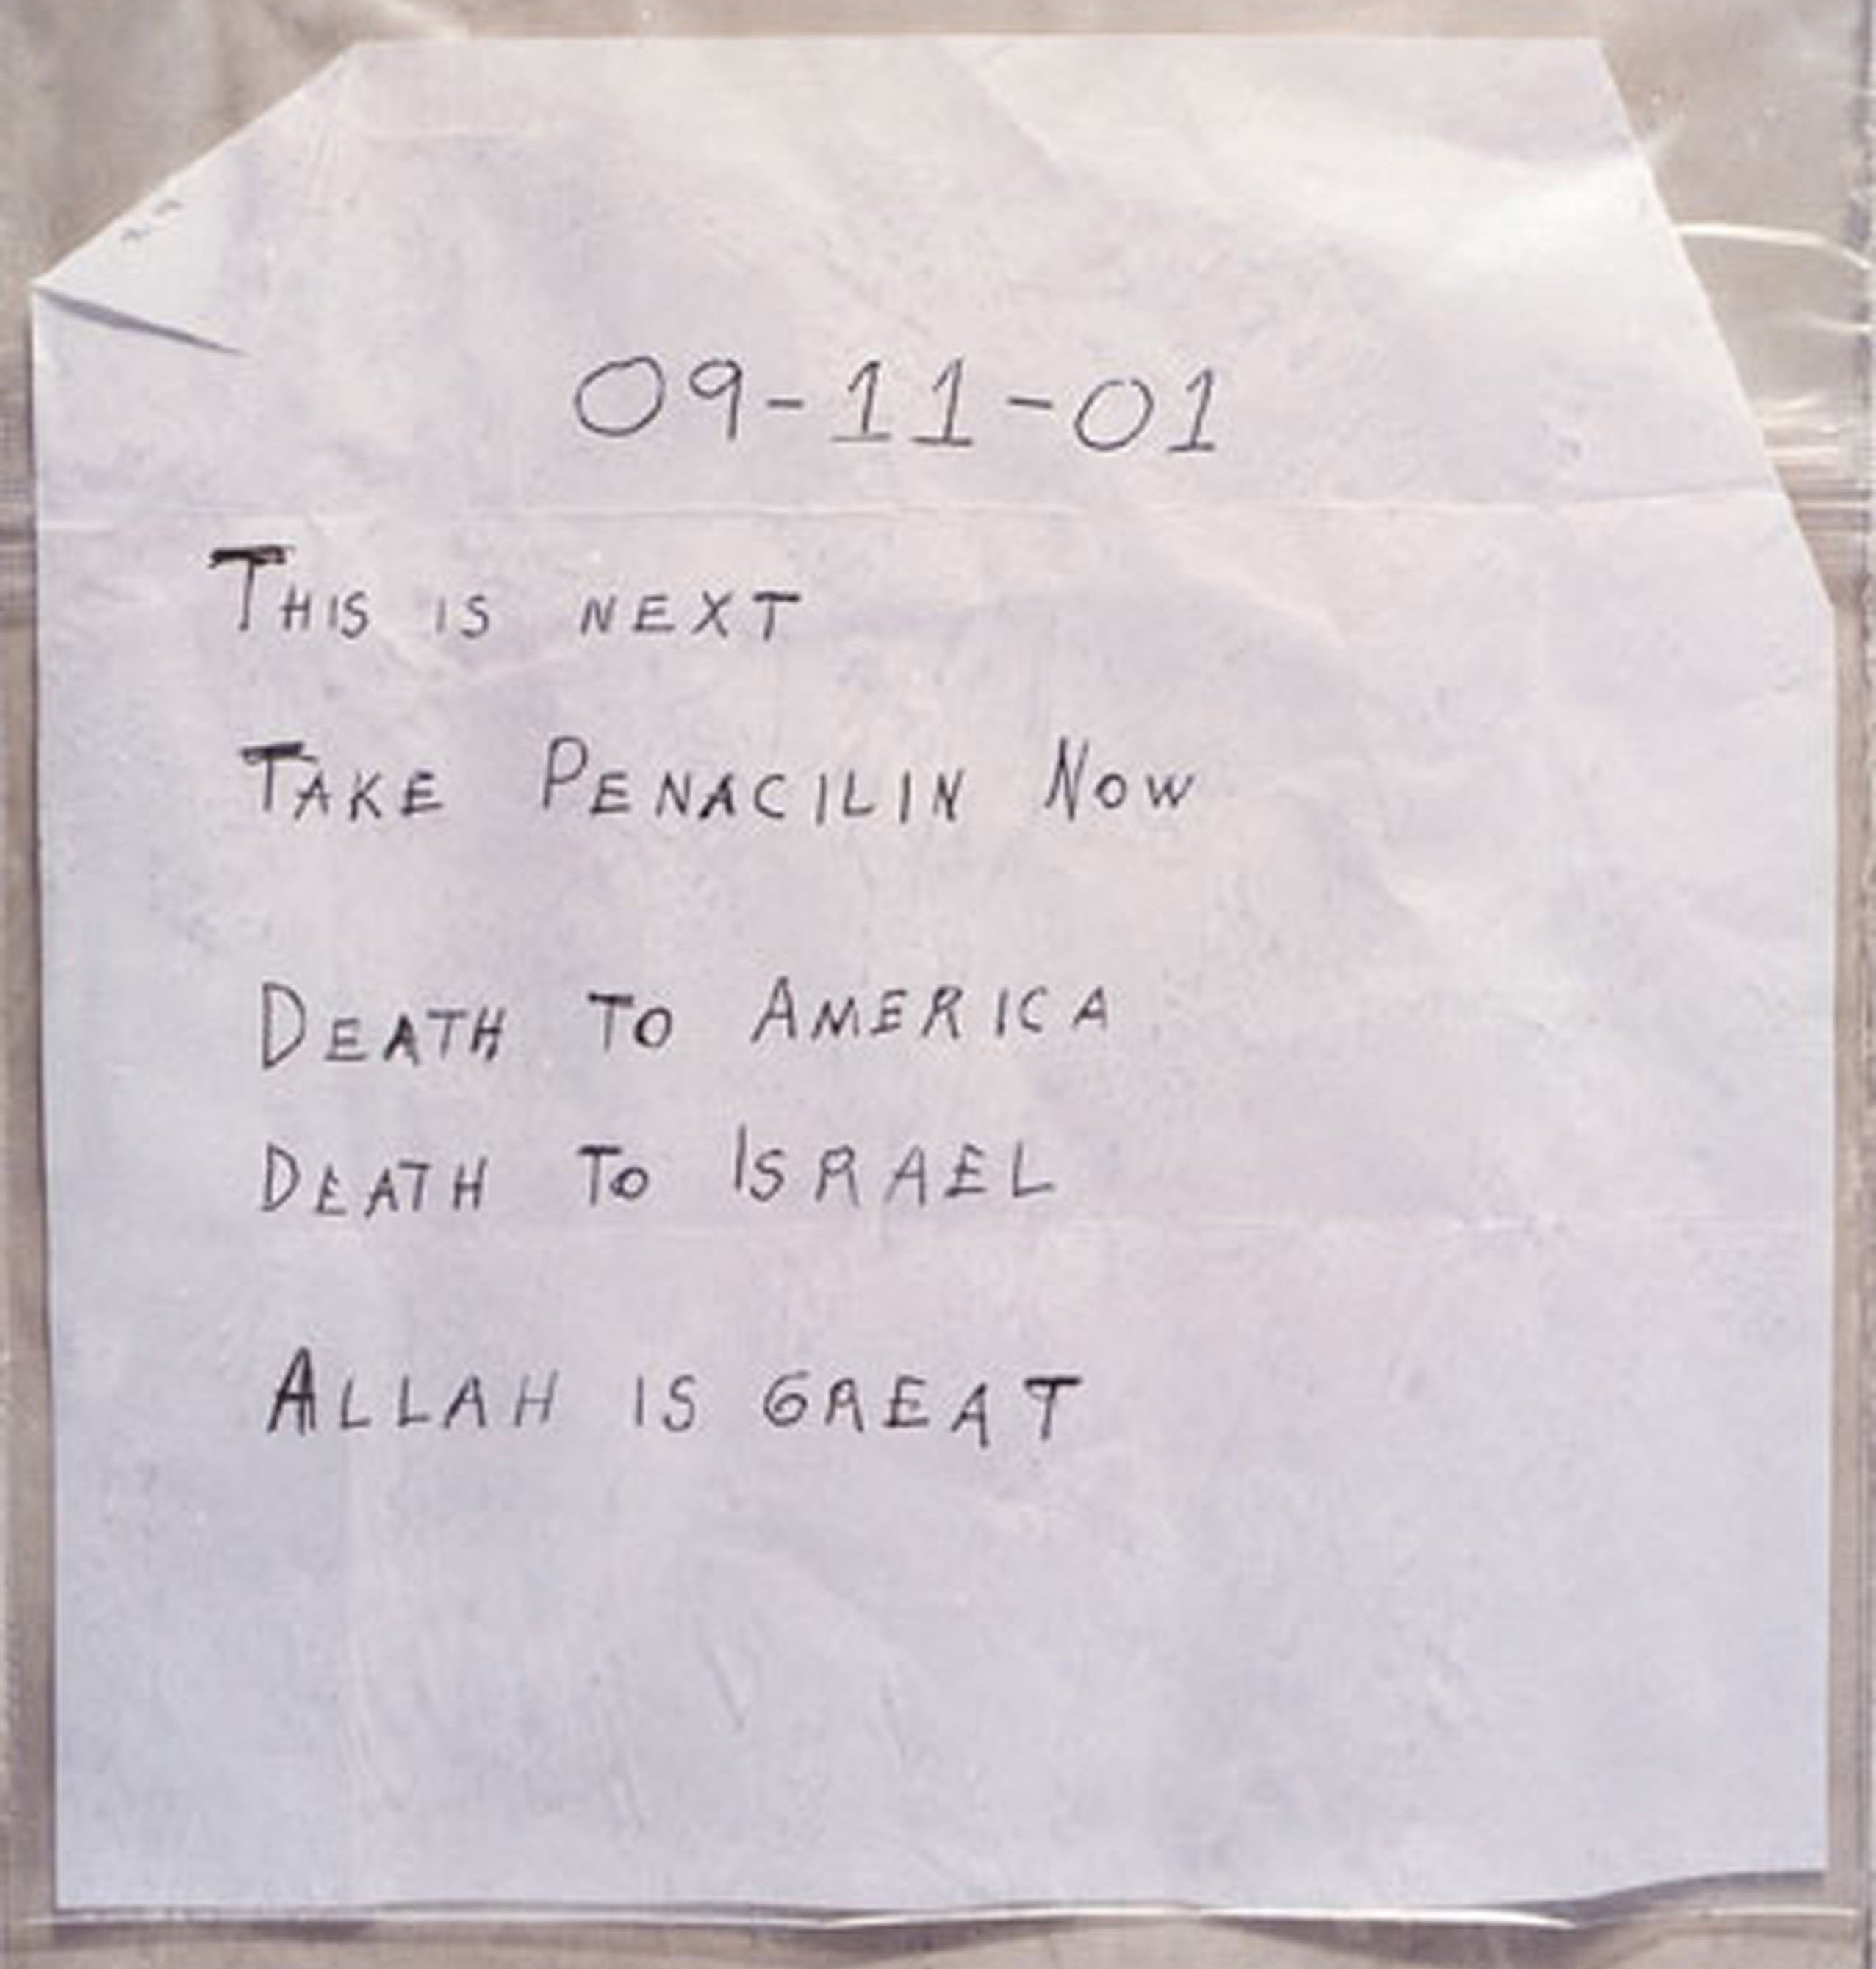 09-11-01
THIS IS NEXT
TAKE PENACILIN NOW
DEATH TO AMERICA
DEATH TO ISRAEL
ALLAH IS GREAT